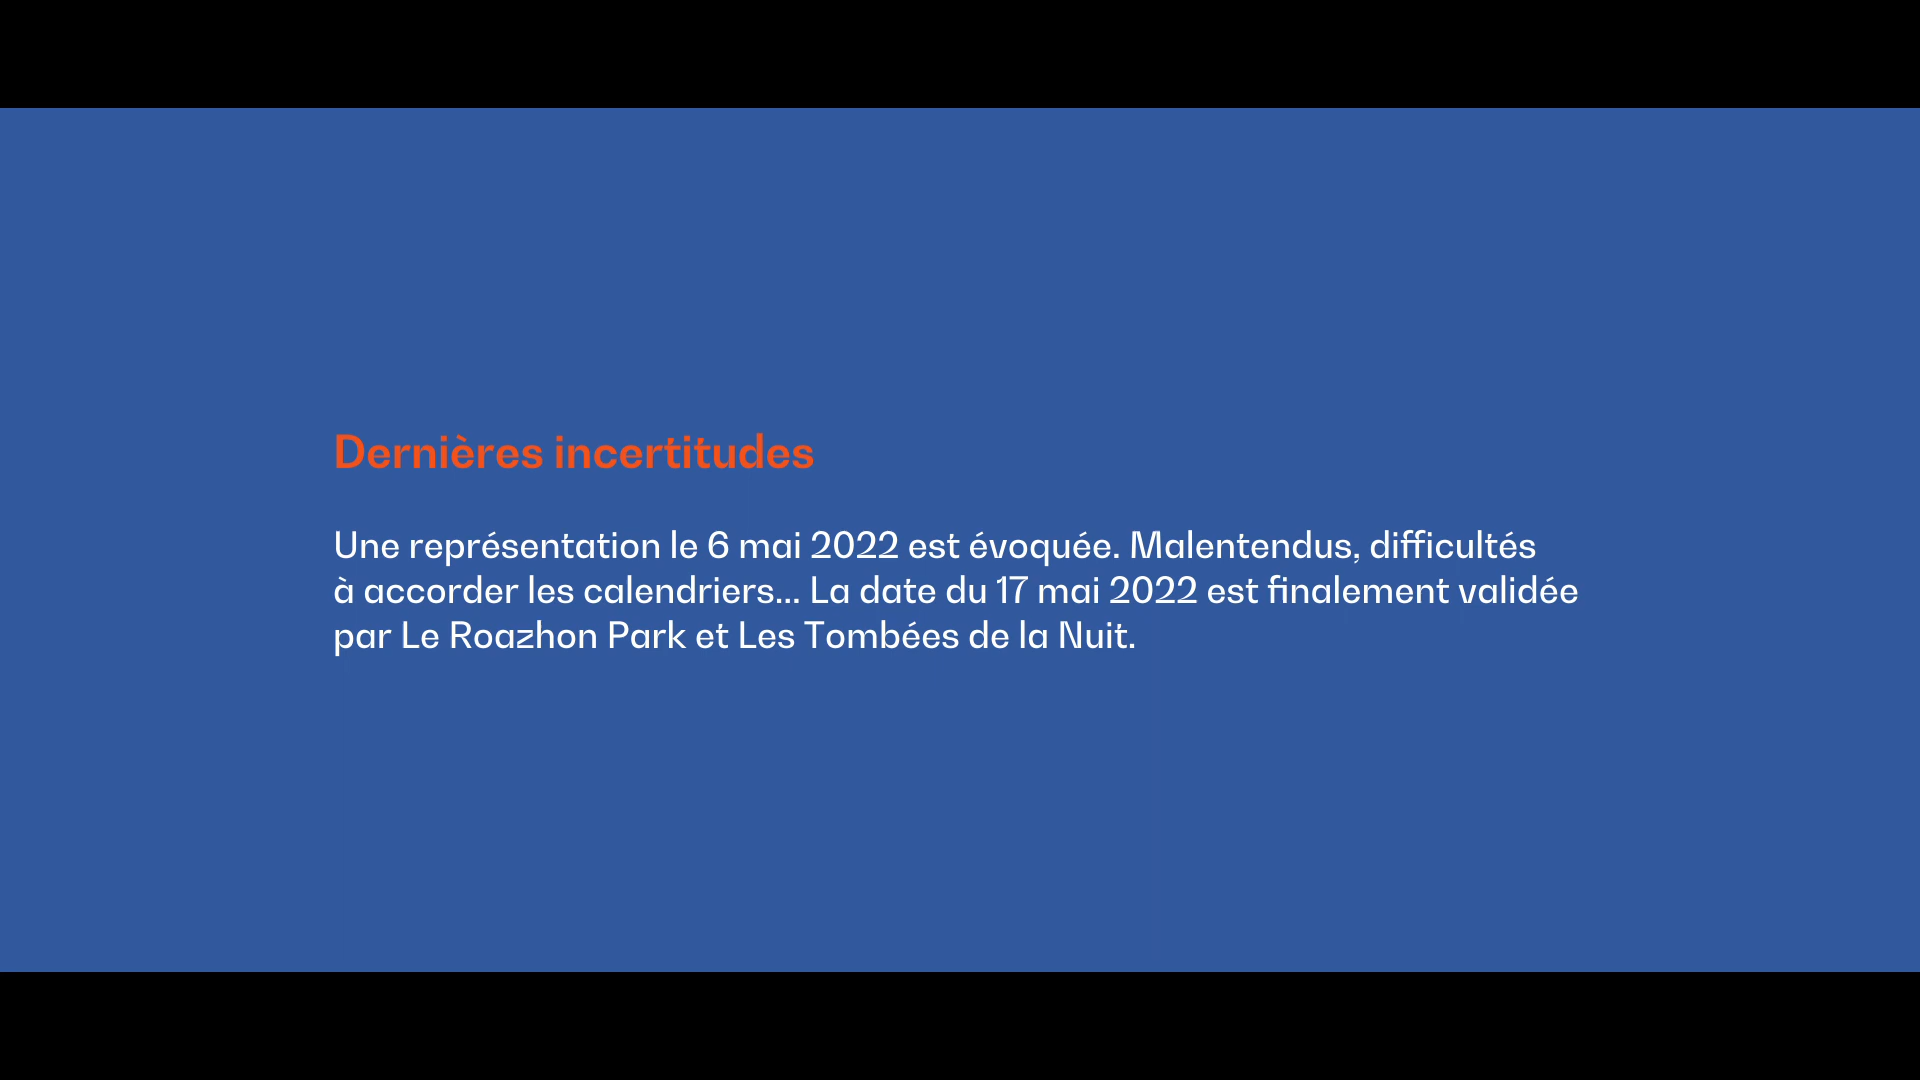 Dernières incertitudes
Une représentation le 6 mai 2022 est évoquée. Malentendus, difficultés
à accorder les calendriers... La date du 17 mai 2022 est finalement validée
par Le Roazhon Park et Les Tombées de la Nuit.